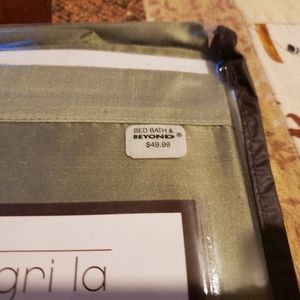 BED BATH &
BEYOND®
$49.99
gri la